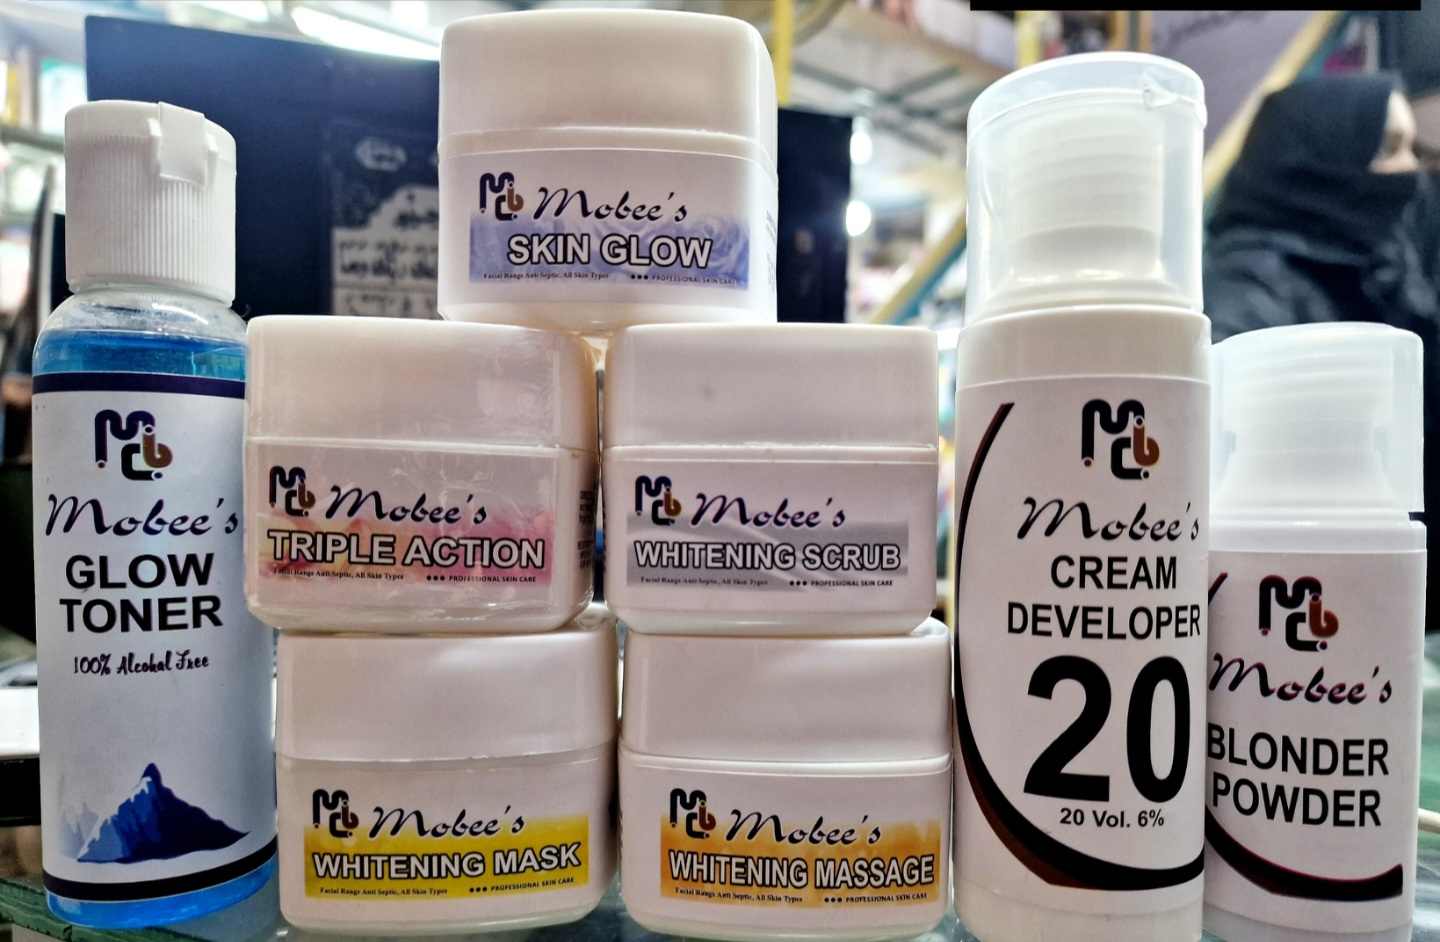 Mobee's
SKIN GLOW
Facial Range Anti Septic, All Skin Types
PROFESSIONAL SKIN CARE
Mobee's
GLOW
TONER
100% Alcohal Free
Mobee's
TRIPLE ACTION
Facial Range Anti Septic, All Skin Types
PROFESSIONAL SKIN CARE
Mobee's
WHITENING SCRUB
Facial Range Anti Septic, All Skin Types
PROFESSIONAL SKIN CARE
Mobee's
WHITENING MASK
Facial Range Anti Septic, All Skin Types
PROFESSIONAL SKIN CARE
Mobee's
WHITENING MASSAGE
Facial Range Anti Septic, All Skin Types
PROFESSIONAL SKIN CARE
Mobee's
CREAM
DEVELOPER
20
20 Vol. 6%
Mobee's
BLONDER
POWDER